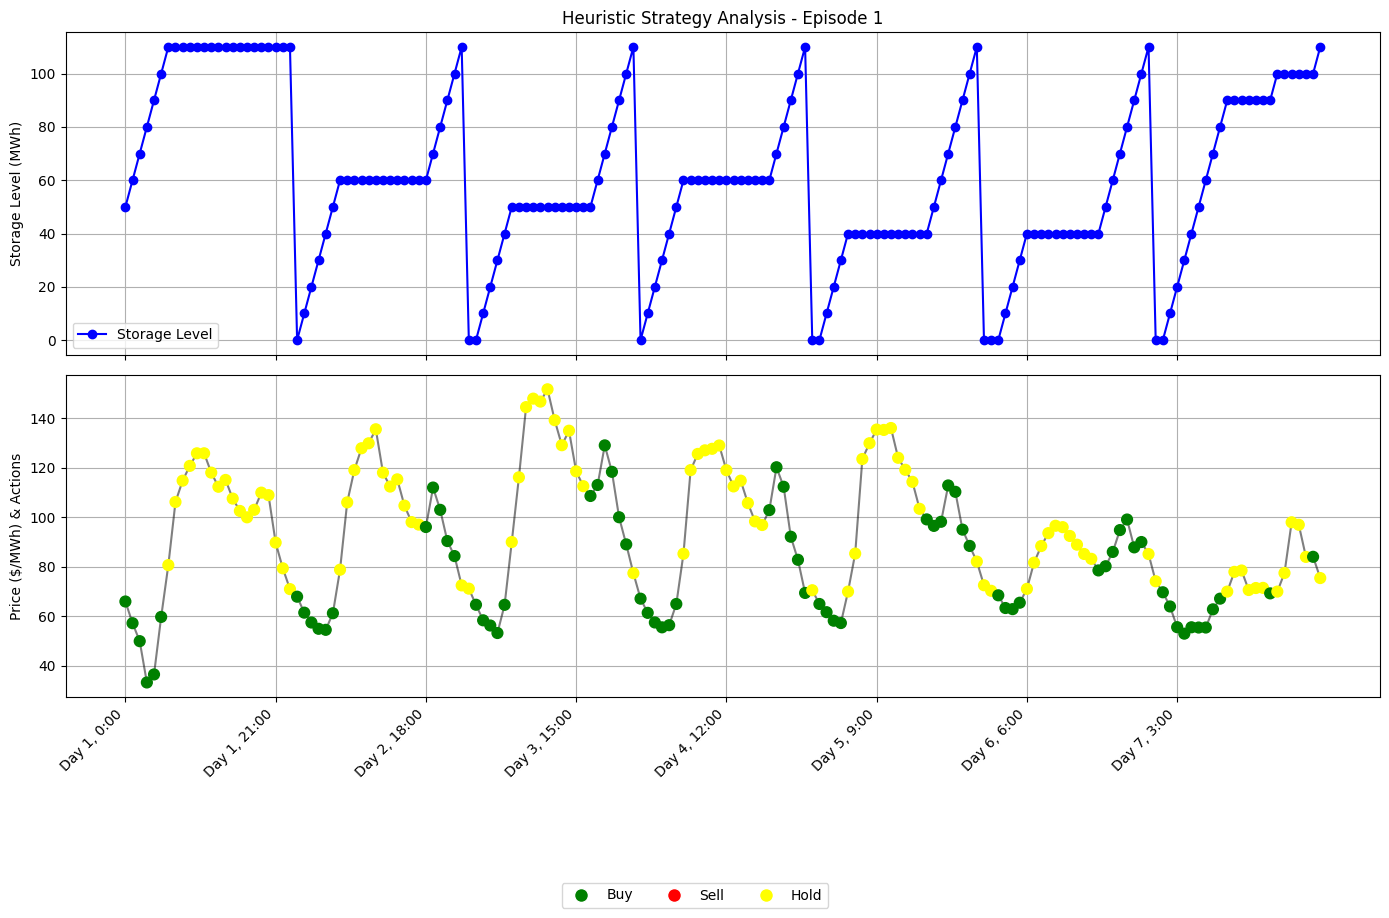 Heuristic Strategy Analysis - Episode 1
Storage Level (MWh)
100
80
60
40
20
0
Storage Level
Price ($/MWh) & Actions
140
120
100
80
60
40
Day 1, 0:00
Day 1, 21:00
Day 2, 18:00
Day 3, 15:00
Day 4, 12:00
Day 5, 9:00
Day 6, 6:00
Day 7, 3:00
Buy
Sell
Hold